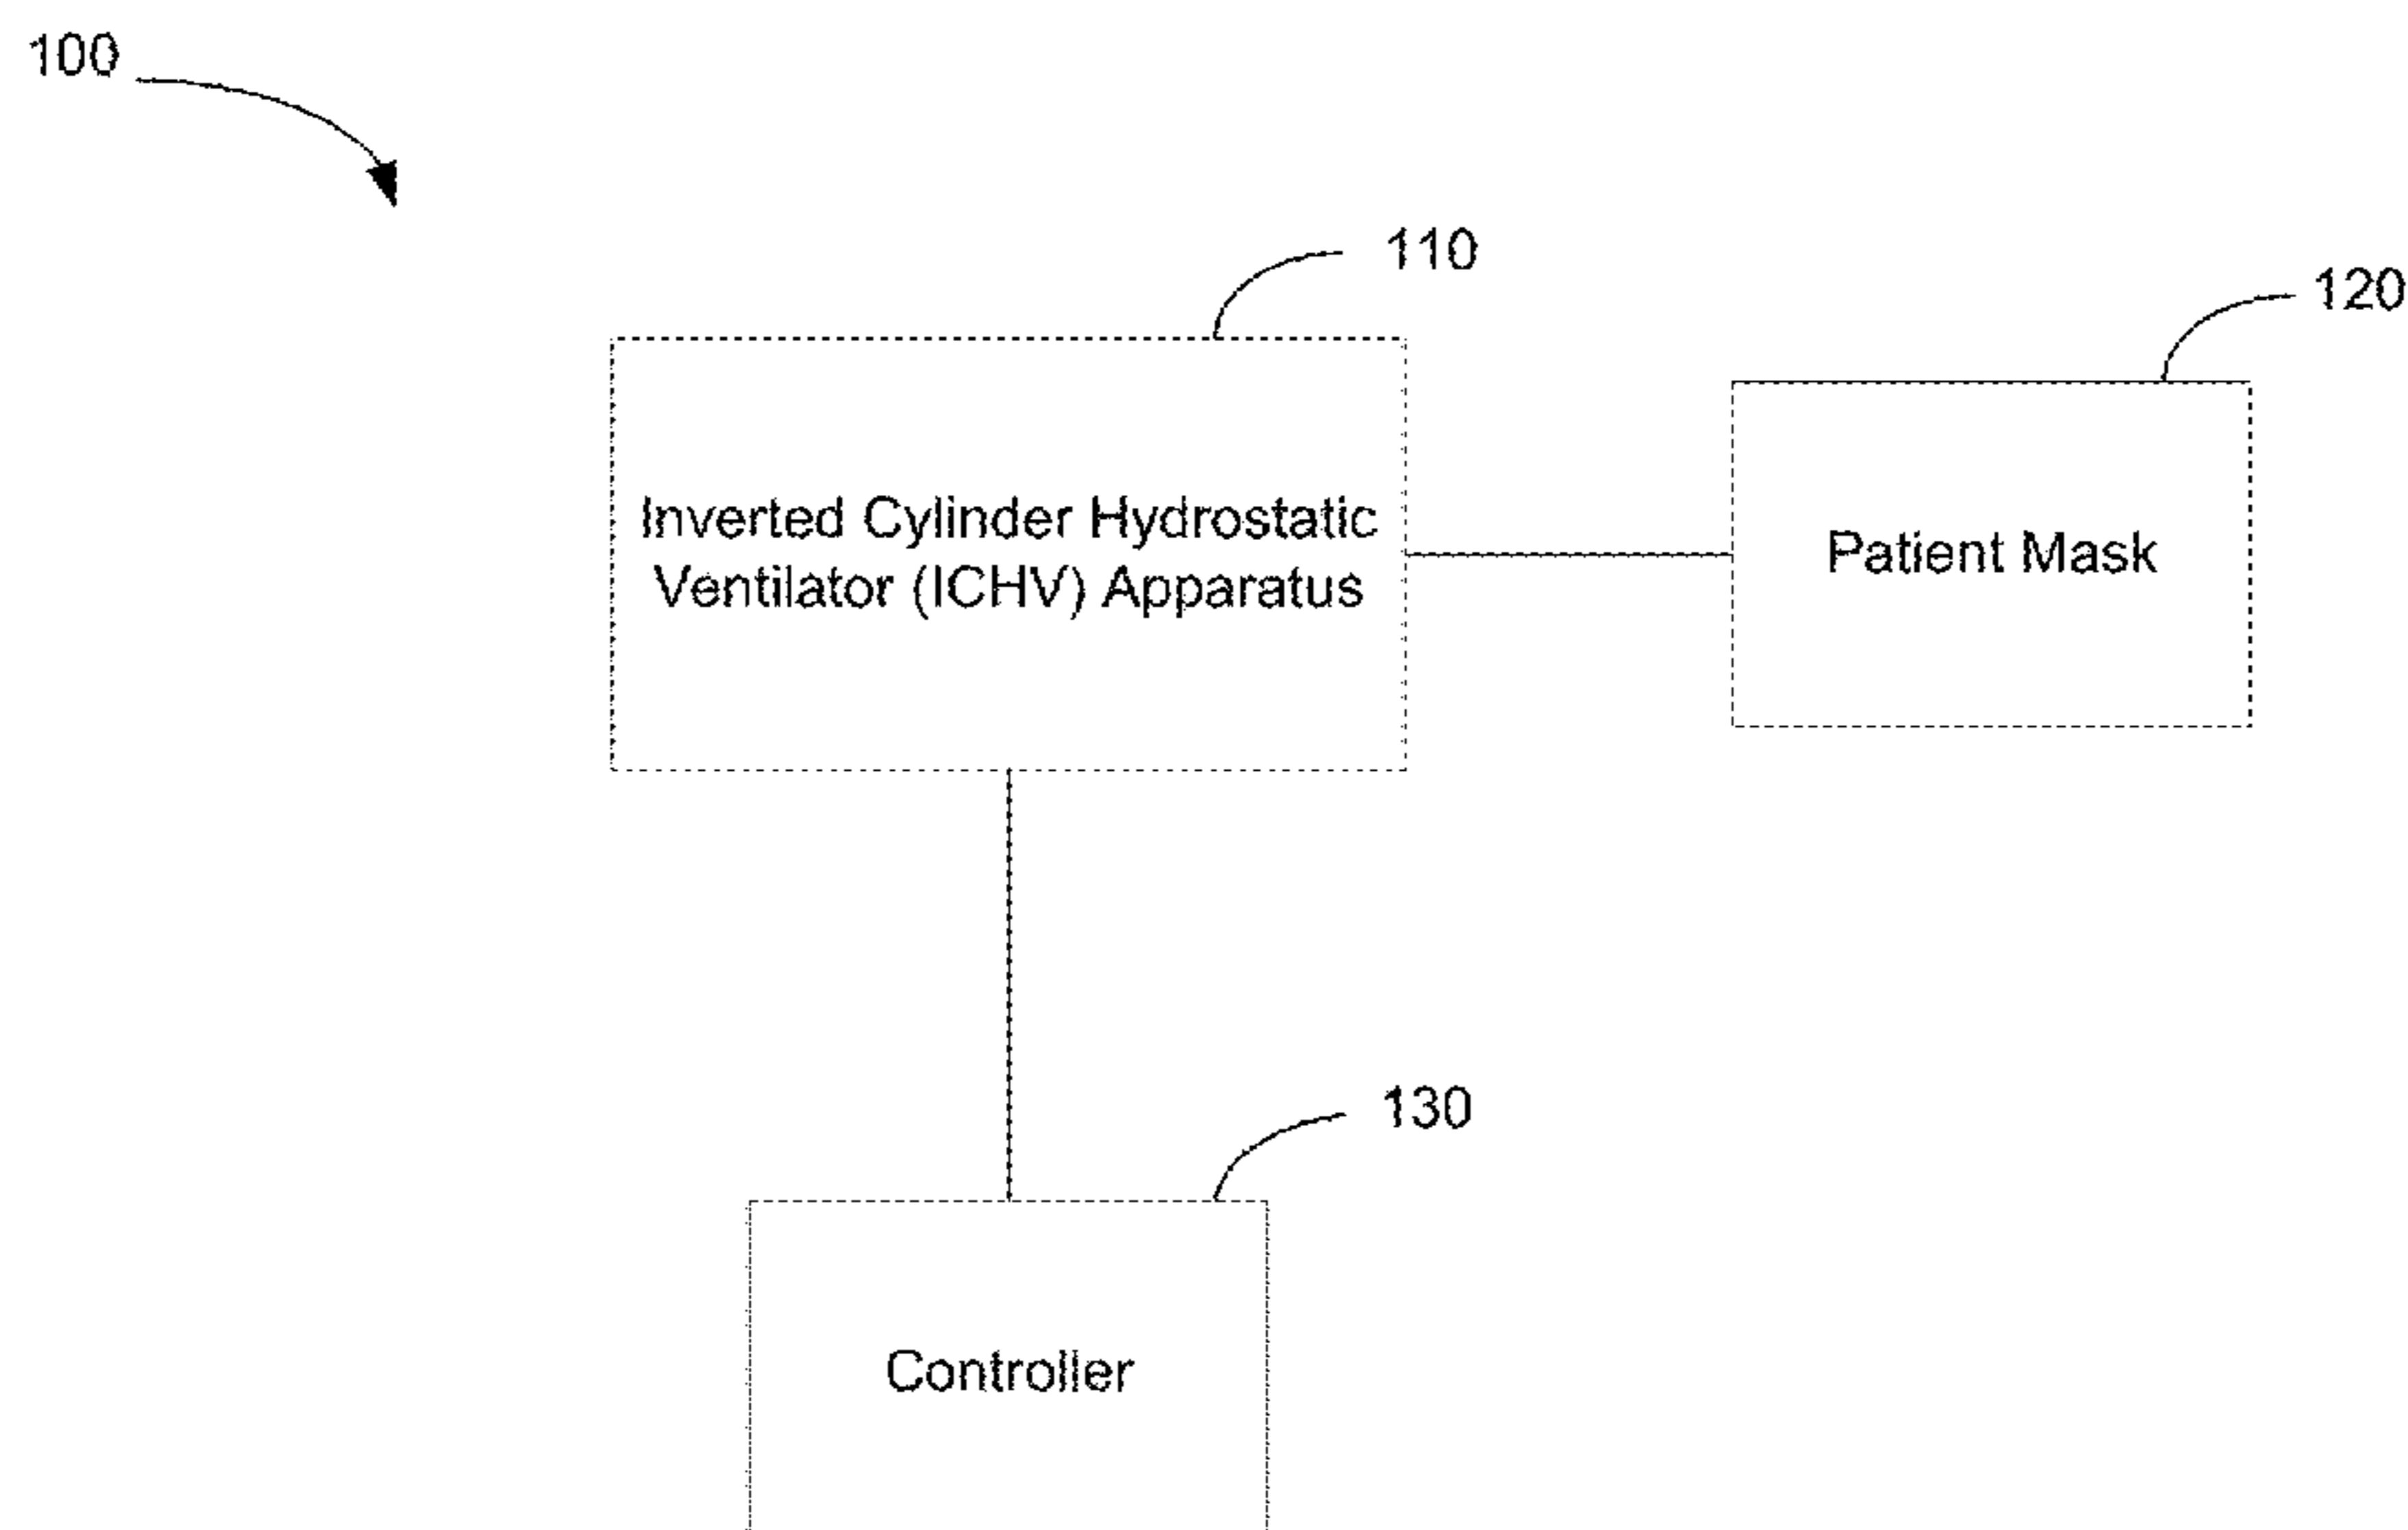 100
110
120
Inverted Cylinder Hydrostatic
Ventilator (ICHV) Apparatus
Patient Mask
130
Controller